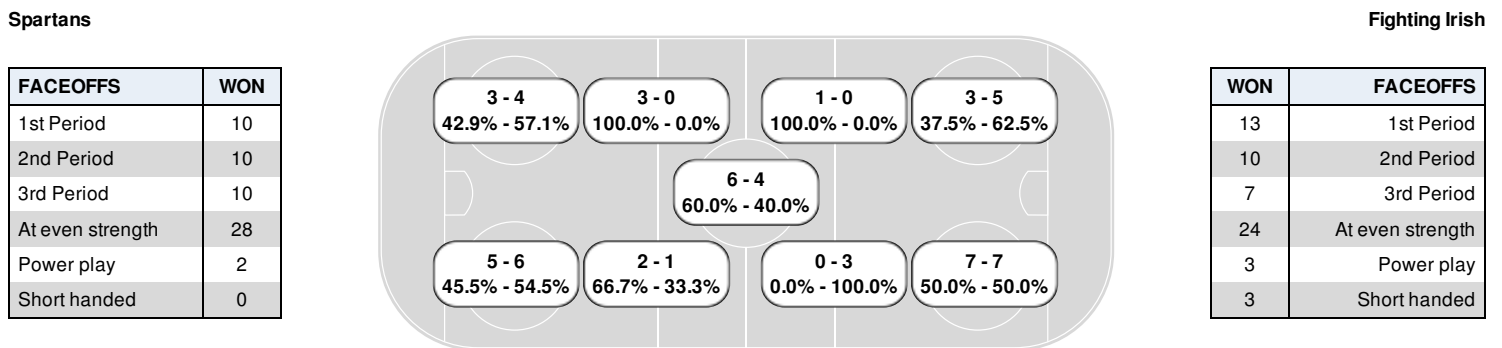 Spartans
Fighting Irish
FACEOFFS WON
1st Period 10
2nd Period 10
3rd Period 10
At even strength 28
Power play 2
Short handed 0
3 - 4
42.9% - 57.1%
3 - 0
100.0% - 0.0%
1 - 0
100.0% - 0.0%
3 - 5
37.5% - 62.5%
6 - 4
60.0% - 40.0%
5 - 6
45.5% - 54.5%
2 - 1
66.7% - 33.3%
0 - 3
0.0% - 100.0%
7 - 7
50.0% - 50.0%
WON FACEOFFS
13 1st Period
10 2nd Period
7 3rd Period
24 At even strength
3 Power play
3 Short handed